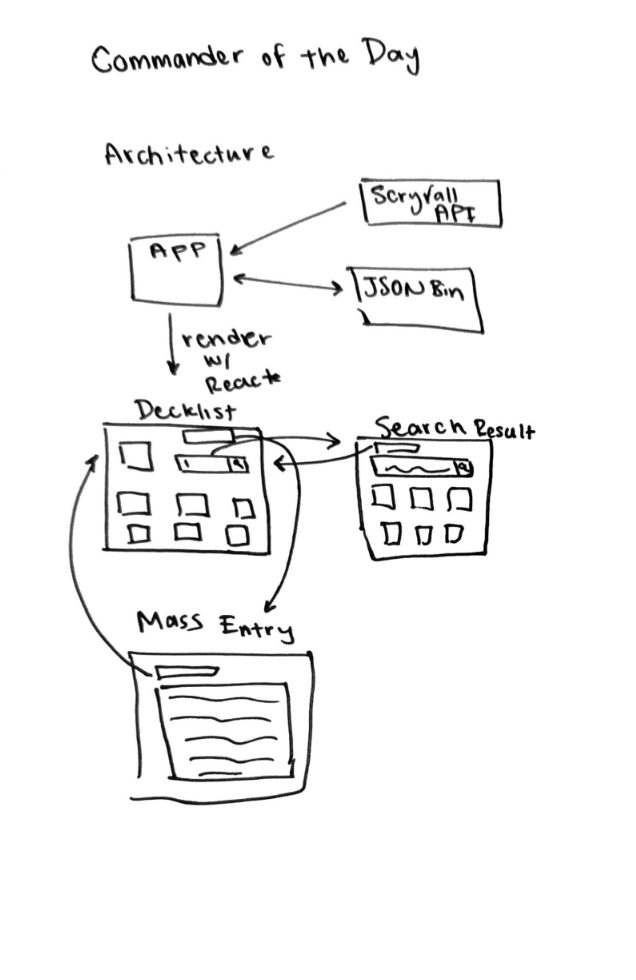 Commander of the Day
Architecture
Scryfall
API
APP
JSON Bin
render
w/
React
Decklist
Search Result
Mass Entry